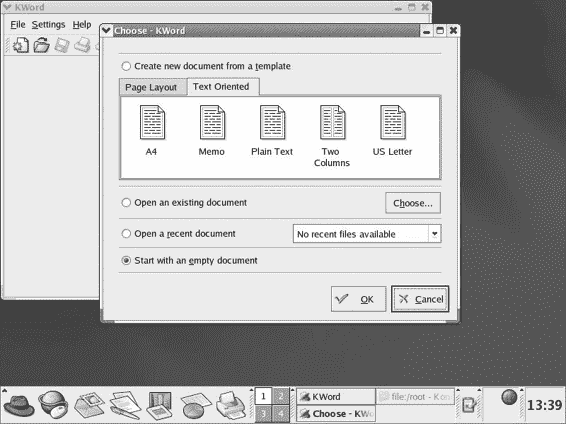 KWord
File Settings Help
Choose - KWord
Create new document from a template
Page Layout Text Oriented
A4 Memo Plain Text Two Columns US Letter
Open an existing document Choose...
Open a recent document No recent files available
Start with an empty document
OK Cancel
1 2 KWord file:/root - Kon
3 4 Choose - KWo
13:39